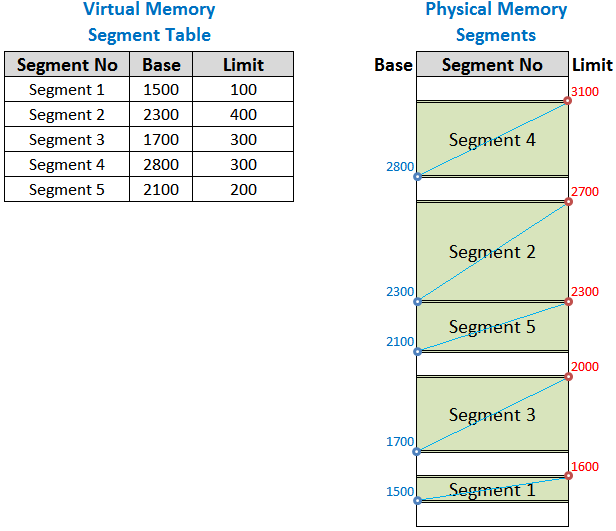 Virtual Memory
Segment Table
Segment No Base Limit
Segment 1 1500 100
Segment 2 2300 400
Segment 3 1700 300
Segment 4 2800 300
Segment 5 2100 200
Physical Memory
Segments
Base Segment No Limit
3100
Segment 4
2800
2700
Segment 2
2300 2300
Segment 5
2100
2000
Segment 3
1700
1600
Segment 1
1500